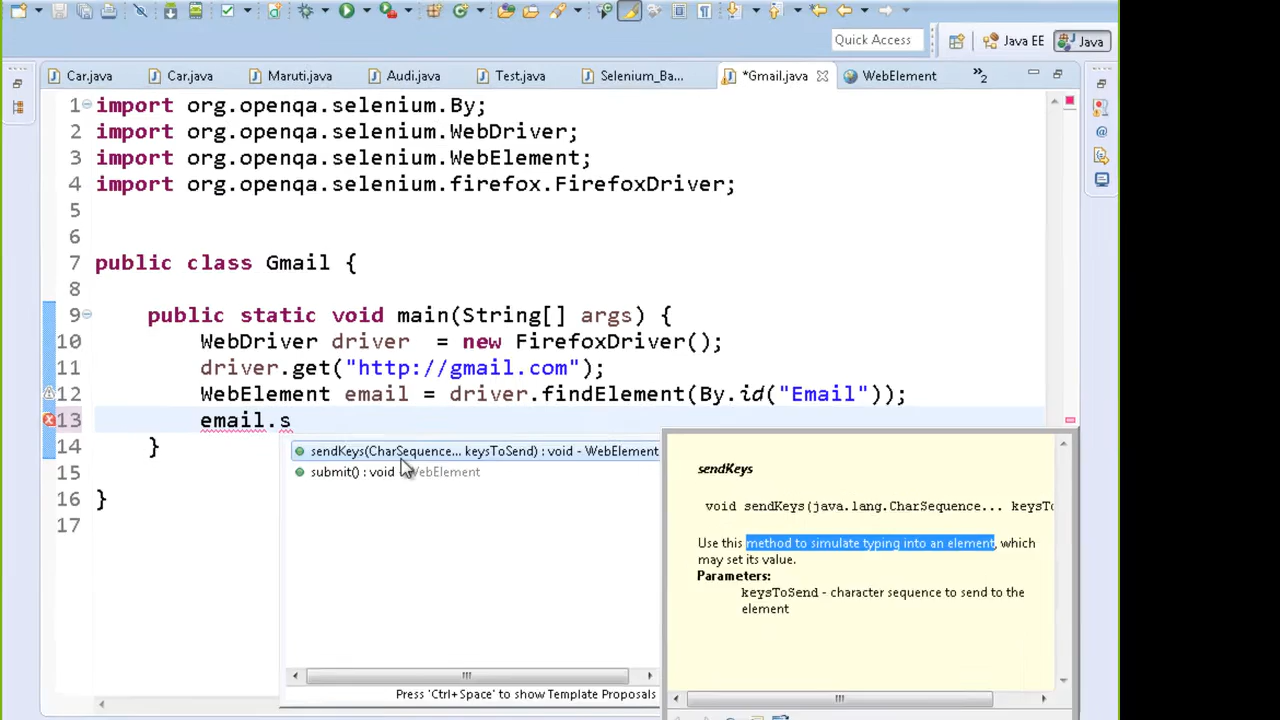 Quick Access
Java EE
Java
Car.java
Car.java
Maruti.java
Audi.java
Test.java
Selenium_Ba...
*Gmail.java
WebElement
»2
1 import org.openqa.selenium.By;
2 import org.openqa.selenium.WebDriver;
3 import org.openqa.selenium.WebElement;
4 import org.openqa.selenium.firefox.FirefoxDriver;
5
6
7 public class Gmail {
8
9 public static void main(String[] args) {
10 WebDriver driver  = new FirefoxDriver();
11 driver.get("http://gmail.com");
12 WebElement email = driver.findElement(By.id("Email"));
13 email.s
14 }
15
16 }
17
sendKeys(CharSequence... keysToSend) : void - WebElement
submit() : void - WebElement
Press 'Ctrl+Space' to show Template Proposals
sendKeys
void sendKeys(java.lang.CharSequence... keysTo
Use this method to simulate typing into an element, which
may set its value.
Parameters:
keysToSend - character sequence to send to the
element